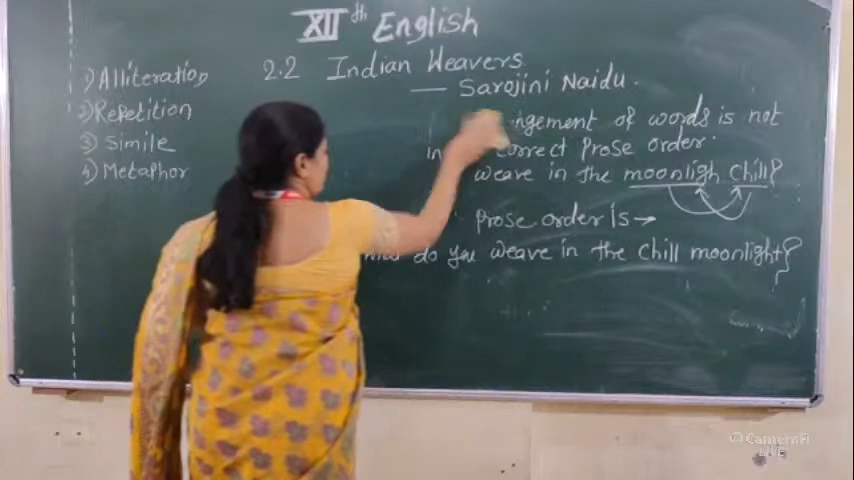 XIIth English
2.2 Indian Weavers
— Sarojini Naidu.
1) Alliteration
2) Repetition
3) Simile
4) Metaphor
of words is not
in correct prose order.
weave in the moonligh chill?
Prose order is →
do you weave in the chill moonlight?
CameraFi
LIVE